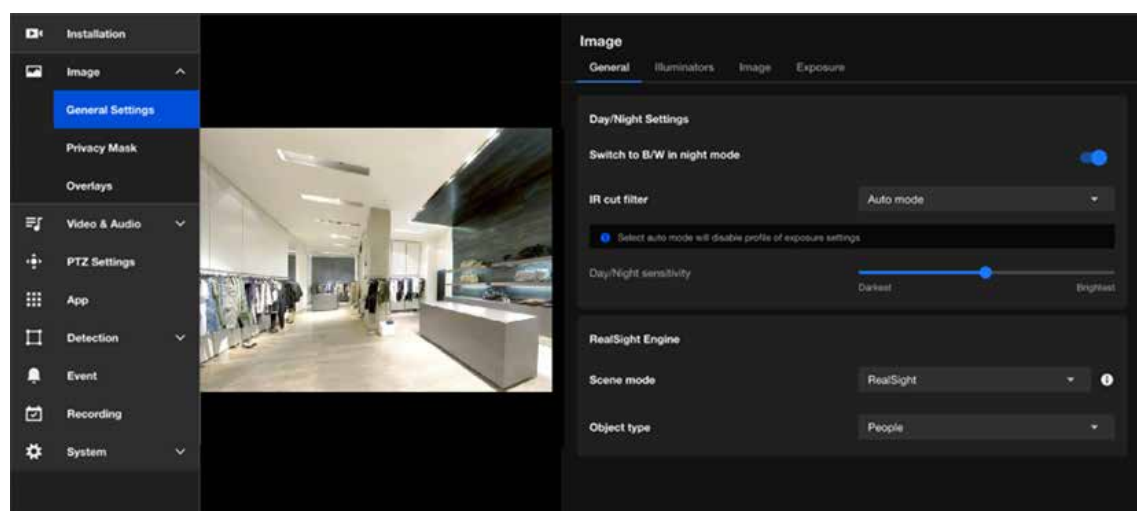 Installation
Image
General Settings
Privacy Mask
Overlays
Video & Audio
PTZ Settings
App
Detection
Event
Recording
System
Image
General Illuminators Image Exposure
Day/Night Settings
Switch to B/W in night mode
IR cut filter Auto mode
Select auto mode will disable profile of exposure settings
Day/Night sensitivity
Darkest Brightest
RealSight Engine
Scene mode RealSight
Object type People